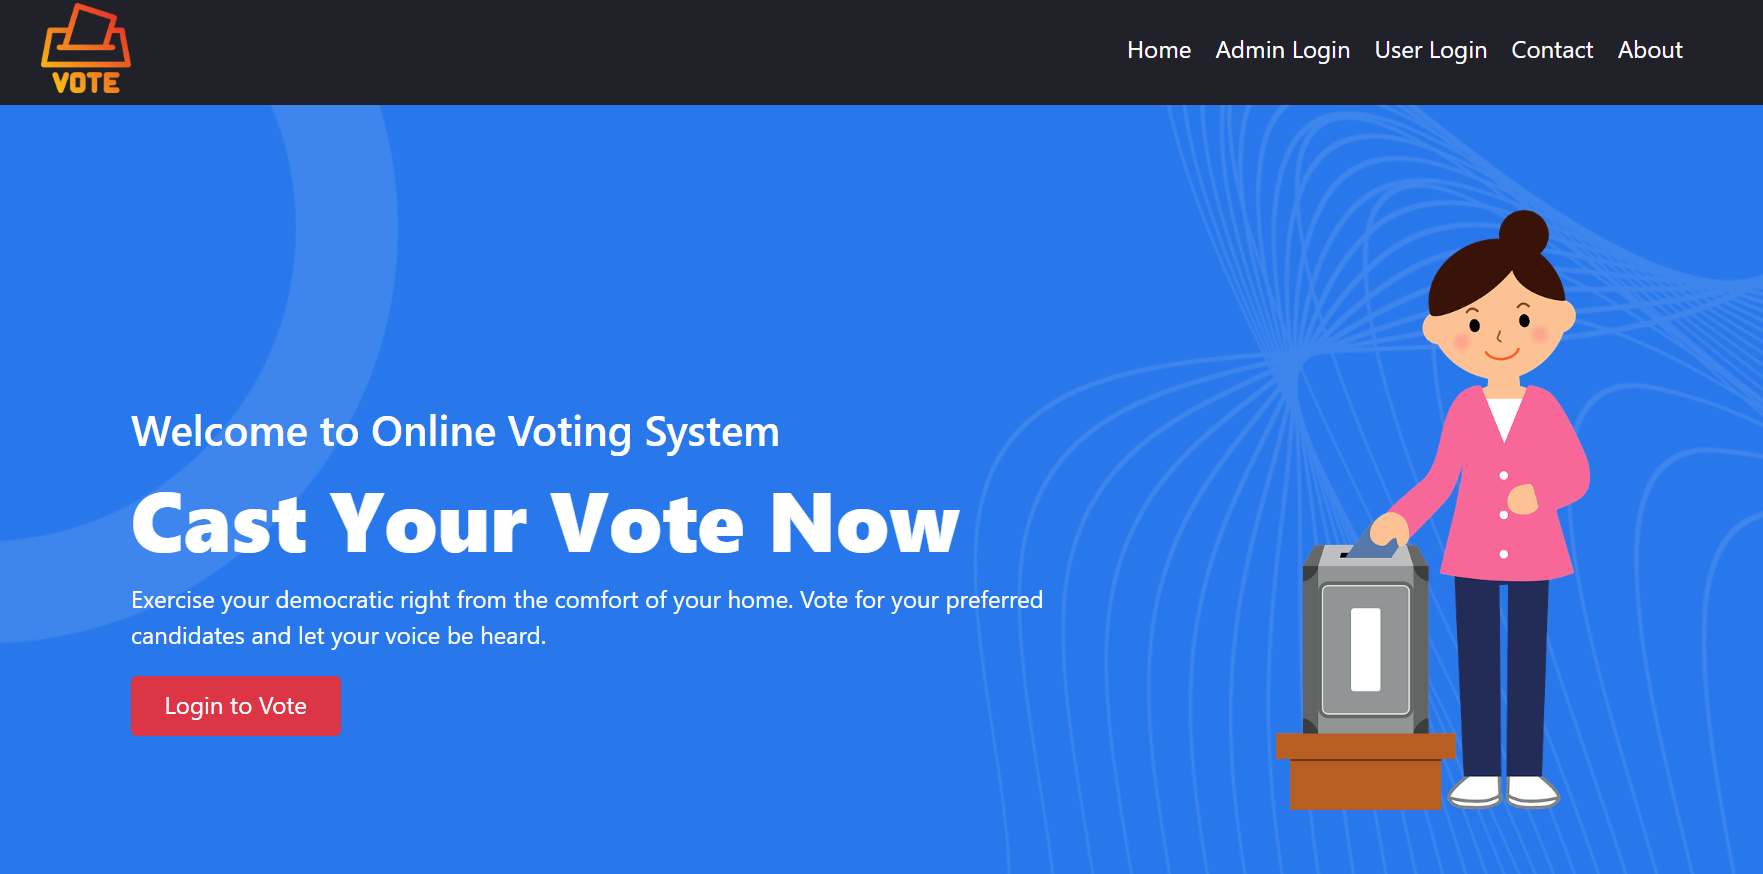 VOTE
Home Admin Login User Login Contact About
Welcome to Online Voting System
Cast Your Vote Now
Exercise your democratic right from the comfort of your home. Vote for your preferred
candidates and let your voice be heard.
Login to Vote